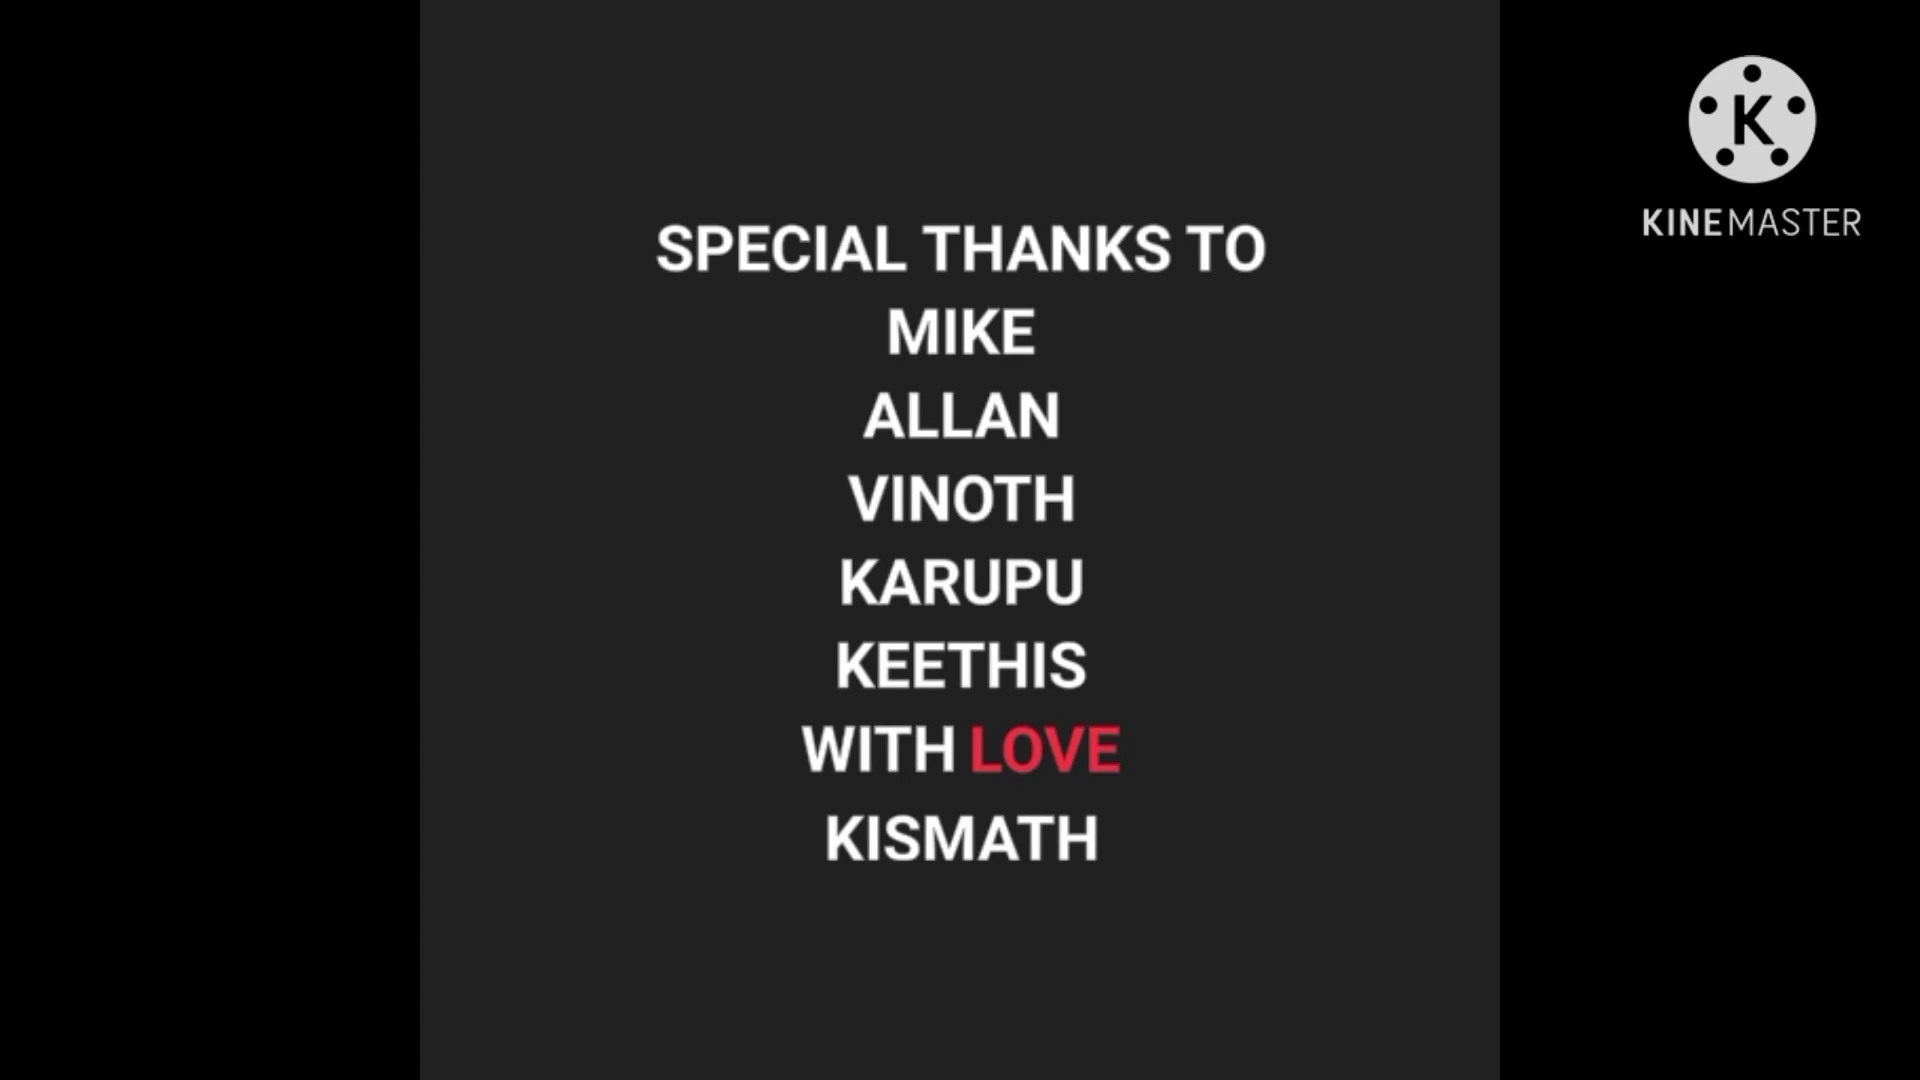 SPECIAL THANKS TO
MIKE
ALLAN
VINOTH
KARUPU
KEETHIS
WITH LOVE
KISMATH
K
KINEMASTER